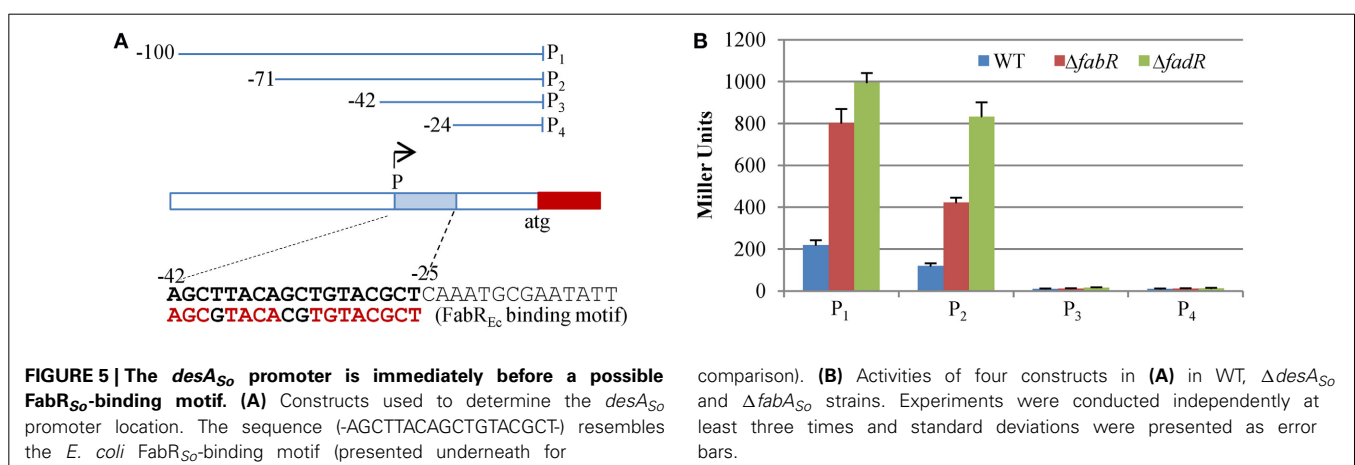 A
-100
P1
-71
P2
-42
P3
-24
P4
P
atg
-42
-25
AGCTTACAGCTGTACGCTCAAATGCGAATATT
AGCGTACACGTGTACGCT (FabREc binding motif)
B
1200
1000
800
600
400
200
0
Miller Units
WT ΔfabR ΔfadR
P1 P2 P3 P4
FIGURE 5 | The desASo promoter is immediately before a possible
FabRSo-binding motif. (A) Constructs used to determine the desASo
promoter location. The sequence (-AGCTTACAGCTGTACGCT-) resembles
the E. coli FabRSo-binding motif (presented underneath for
comparison). (B) Activities of four constructs in (A) in WT, ΔdesASo
and ΔfabASo strains. Experiments were conducted independently at
least three times and standard deviations were presented as error
bars.